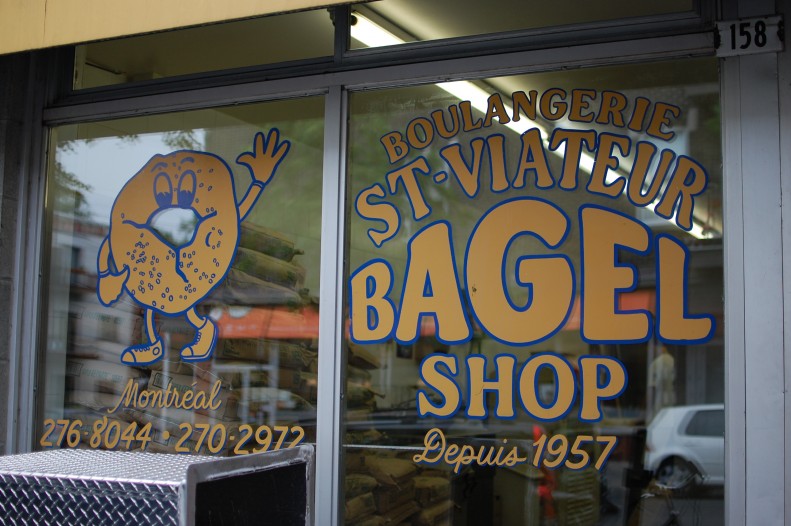 158
BOULANGERIE
ST-VIATEUR
BAGEL
SHOP
Depuis 1957
Montréal
276-8044 • 270-2972